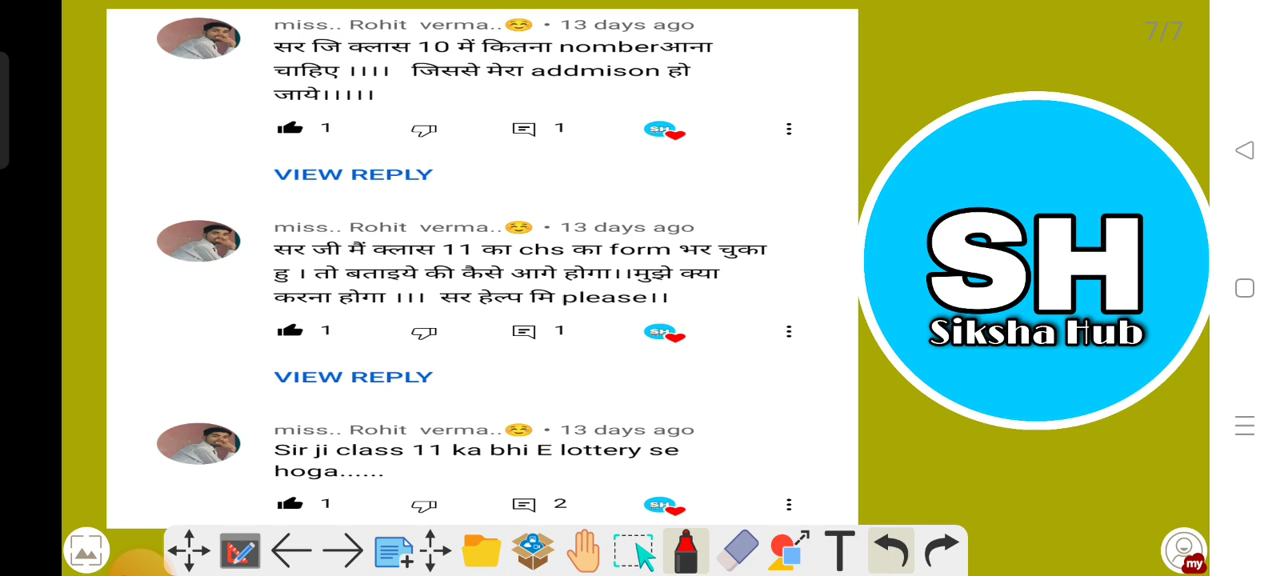 miss.. Rohit verma..☺️ • 13 days ago
सर जि क्लास 10 में कितना nomberआना
चाहिए ।।।। जिससे मेरा addmison हो
जाये।।।।।
1 1
VIEW REPLY
miss.. Rohit verma..☺️ • 13 days ago
सर जी मैं क्लास 11 का chs का form भर चुका
हु । तो बताइये की कैसे आगे होगा।।मुझे क्या
करना होगा ।।। सर हेल्प मि please।।
1 1
VIEW REPLY
miss.. Rohit verma..☺️ • 13 days ago
Sir ji class 11 ka bhi E lottery se
hoga......
1 2
7/7
SH
Siksha Hub
T
my